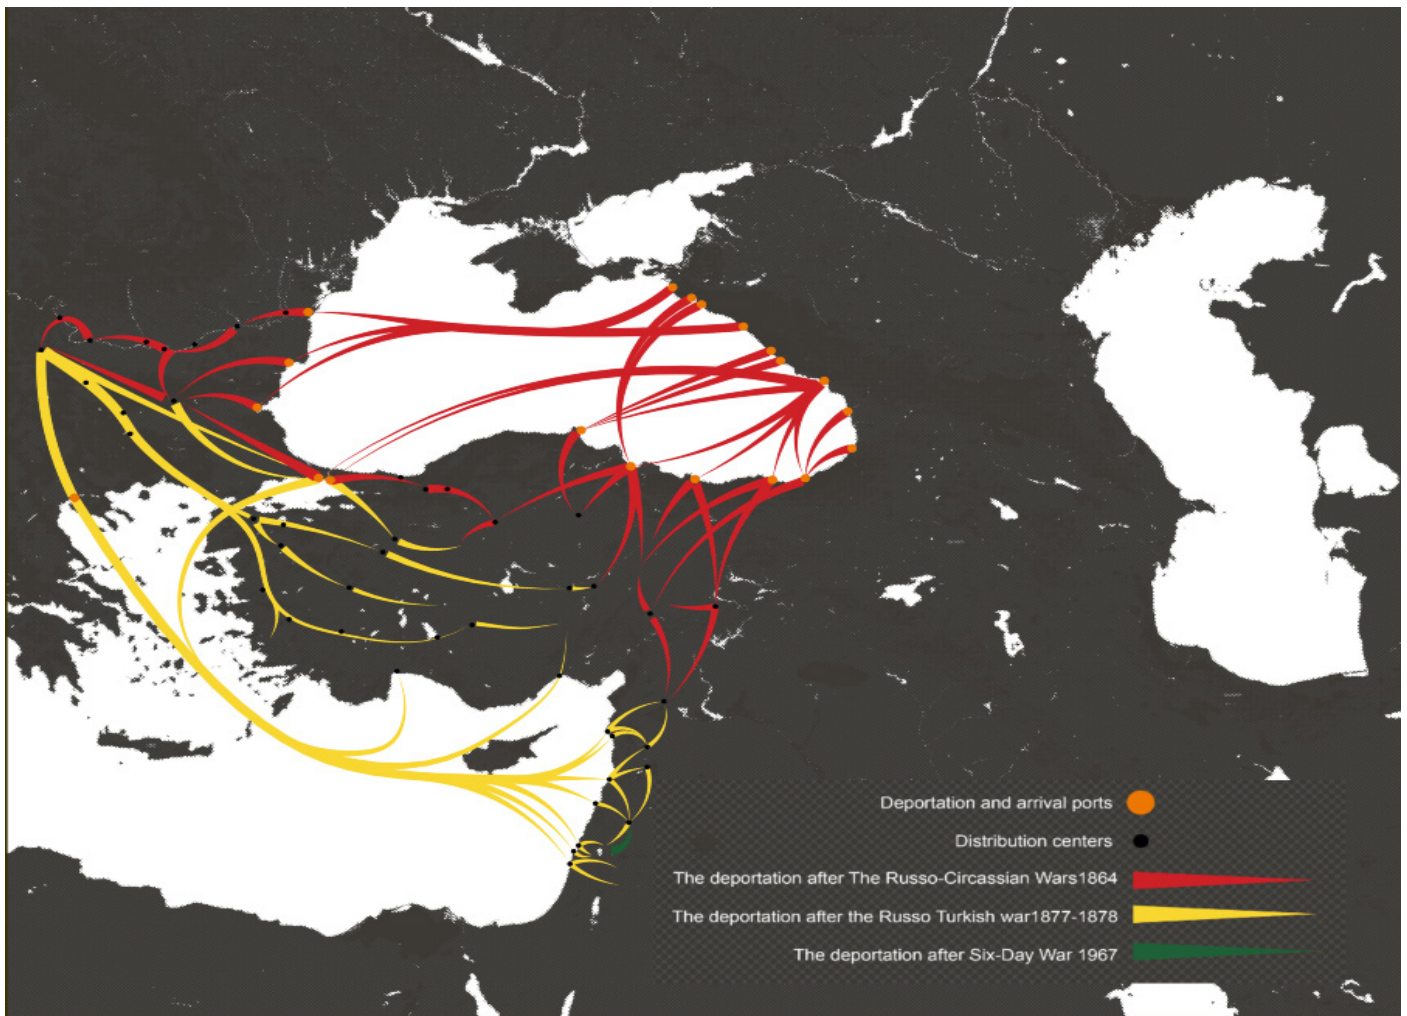 Deportation and arrival ports
Distribution centers
The deportation after The Russo-Circassian Wars1864
The deportation after the Russo Turkish war1877-1878
The deportation after Six-Day War 1967